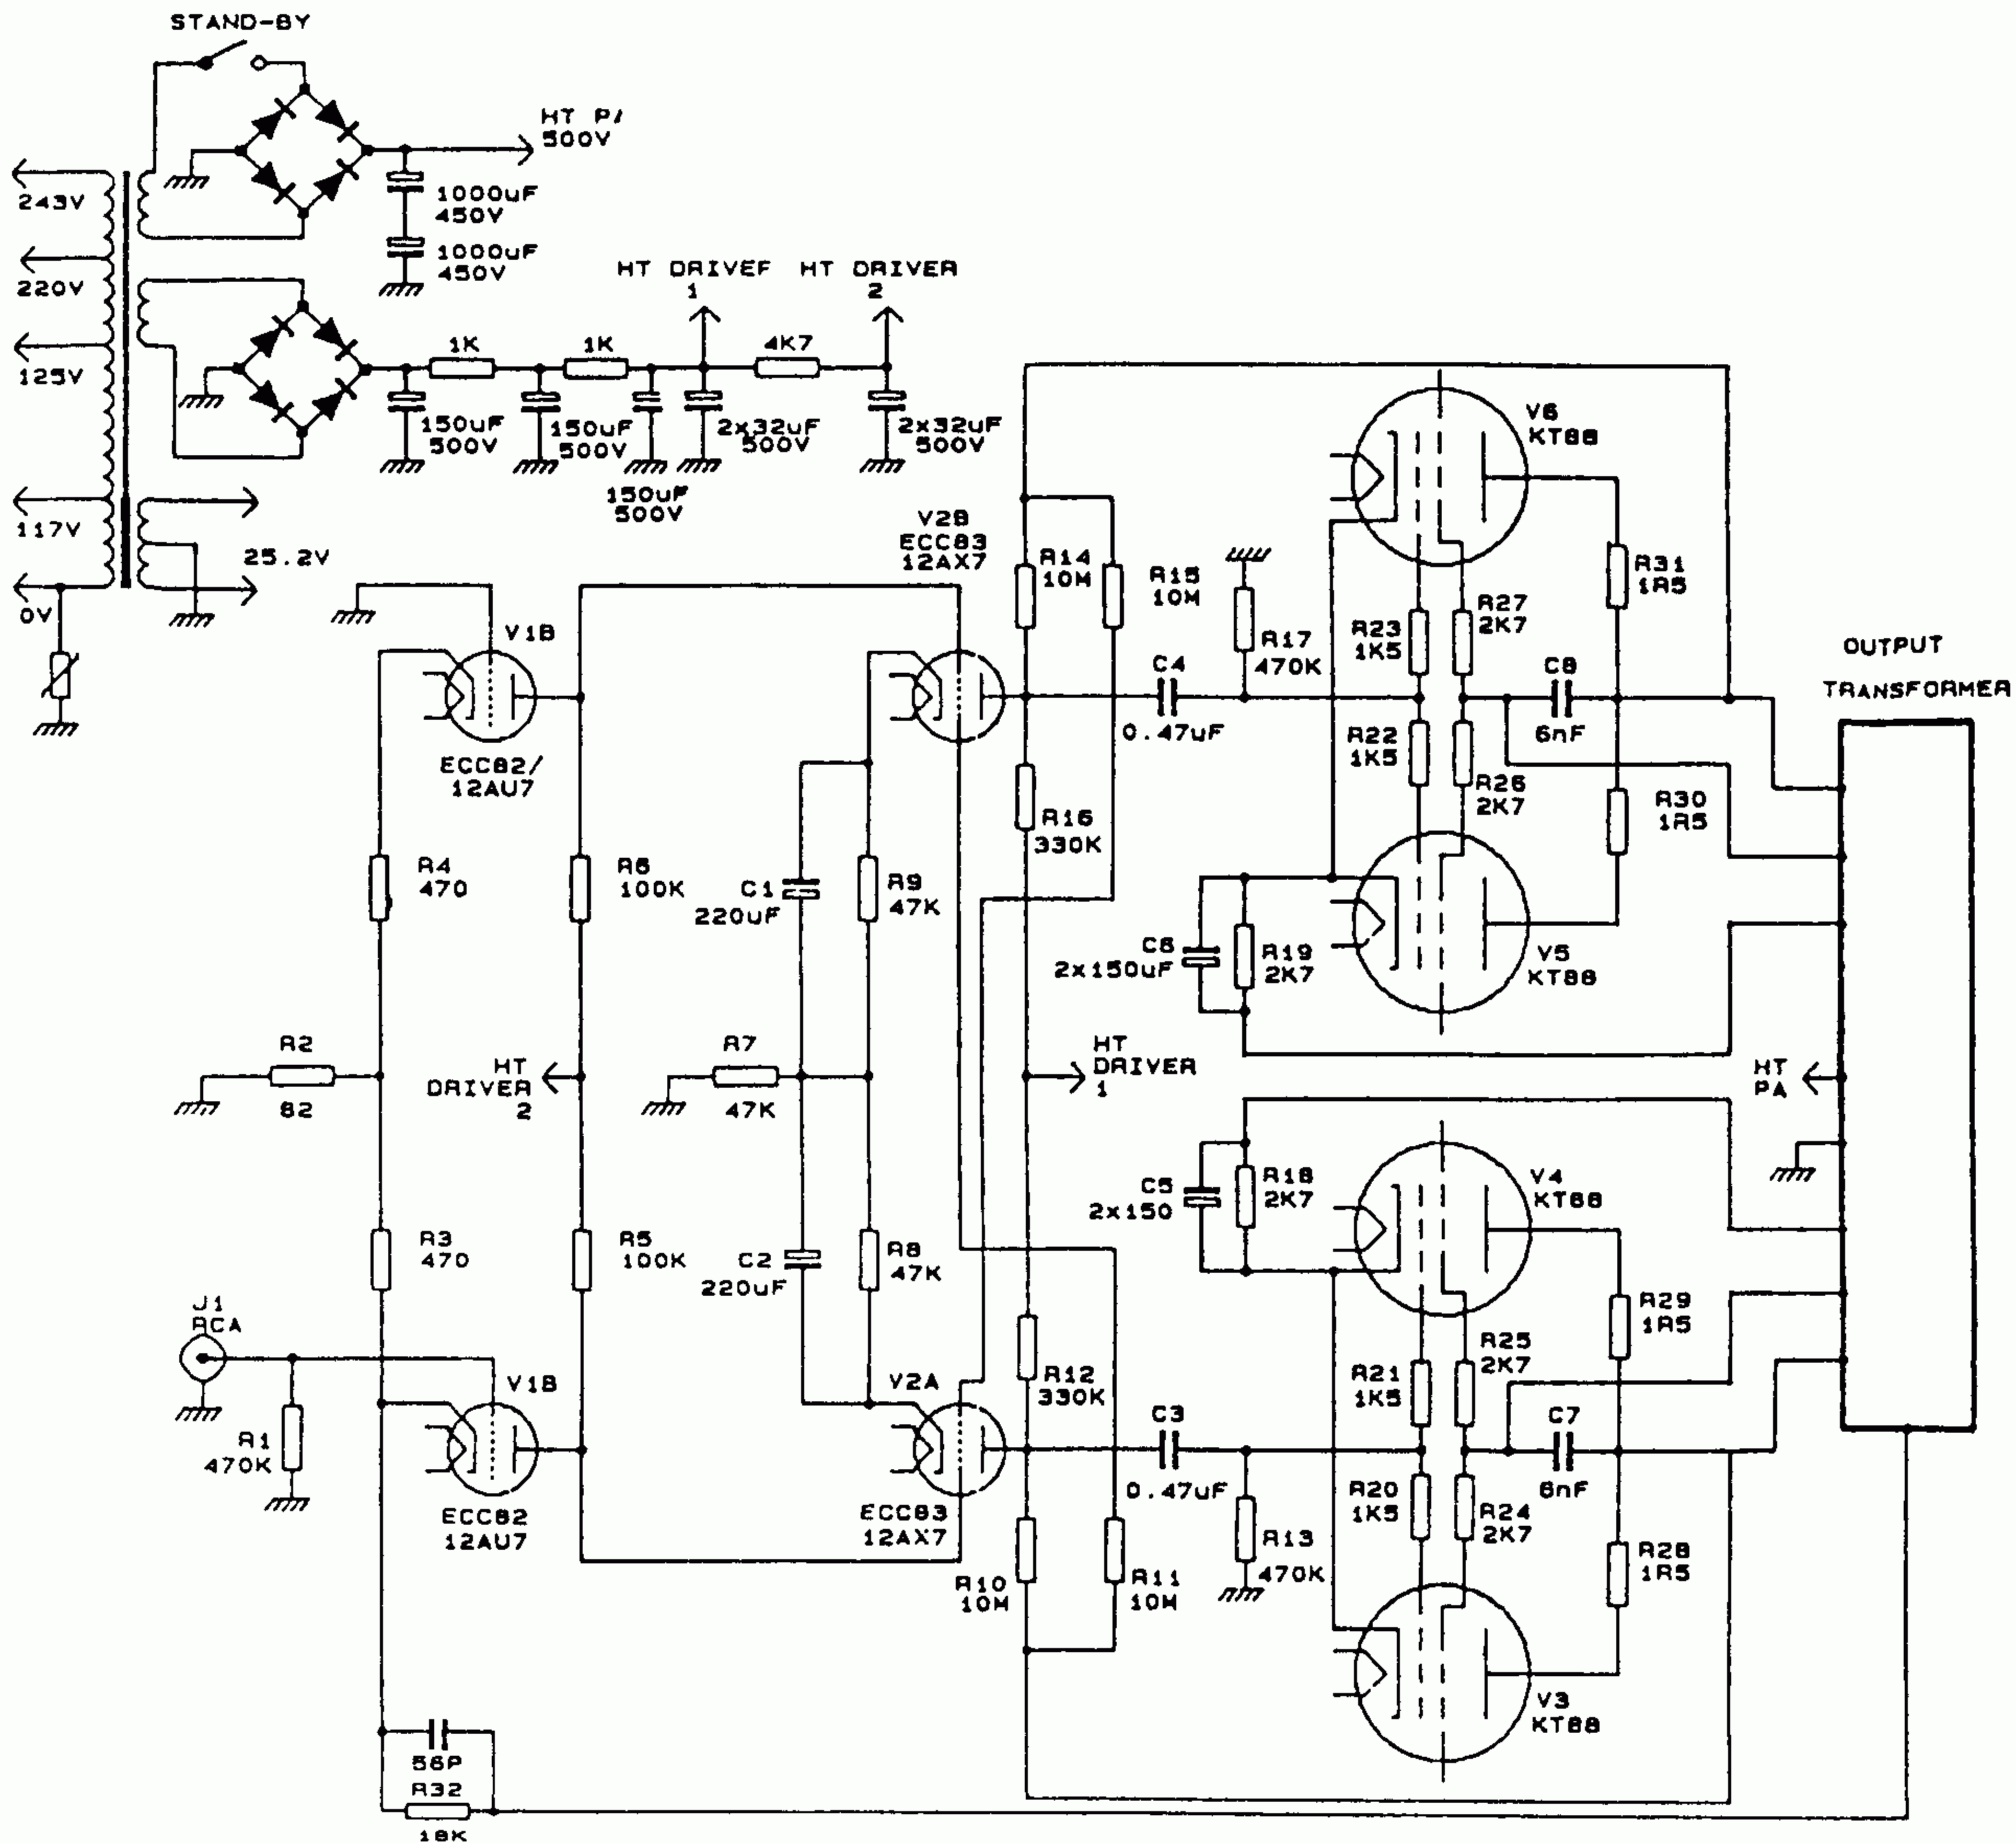 STAND-BY
HT P/
500V
243V
1000uF
450V
1000uF
450V
220V
HT DRIVEF
1
HT DRIVER
2
125V
1K
1K
4K7
150uF
500V
150uF
500V
150uF
500V
2x32uF
500V
2x32uF
500V
117V
25.2V
0V
V6
KT88
V2B
ECC83
12AX7
R14
10M
R15
10M
R17
470K
R31
1R5
R27
2K7
R23
1K5
V1B
ECC82/
12AU7
C4
0.47uF
C8
6nF
OUTPUT
TRANSFORMER
R22
1K5
R26
2K7
R16
330K
R30
1R5
R4
470
R6
100K
C1
220uF
R9
47K
C6
2x150uF
R19
2K7
V5
KT88
R2
82
HT
DRIVER
2
R7
47K
HT
DRIVER
1
HT
PA
C5
2x150
R18
2K7
V4
KT88
R3
470
R5
100K
C2
220uF
R8
47K
J1
RCA
R29
1R5
R25
2K7
R21
1K5
V1B
V2A
R12
330K
R1
470K
C3
0.47uF
C7
6nF
ECC82
12AU7
ECC83
12AX7
R20
1K5
R24
2K7
R13
470K
R28
1R5
R10
10M
R11
10M
V3
KT88
56P
R32
18K